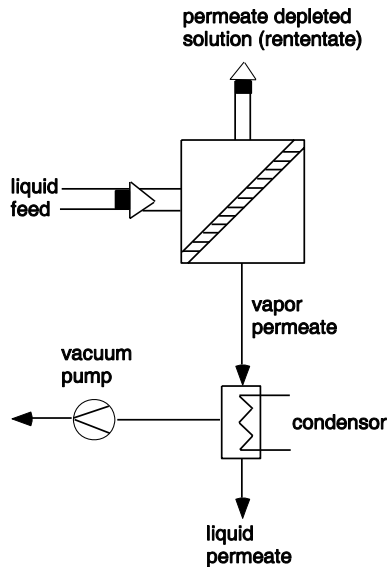 permeate depleted
solution (rententate)
liquid
feed
vapor
permeate
vacuum
pump
condensor
liquid
permeate